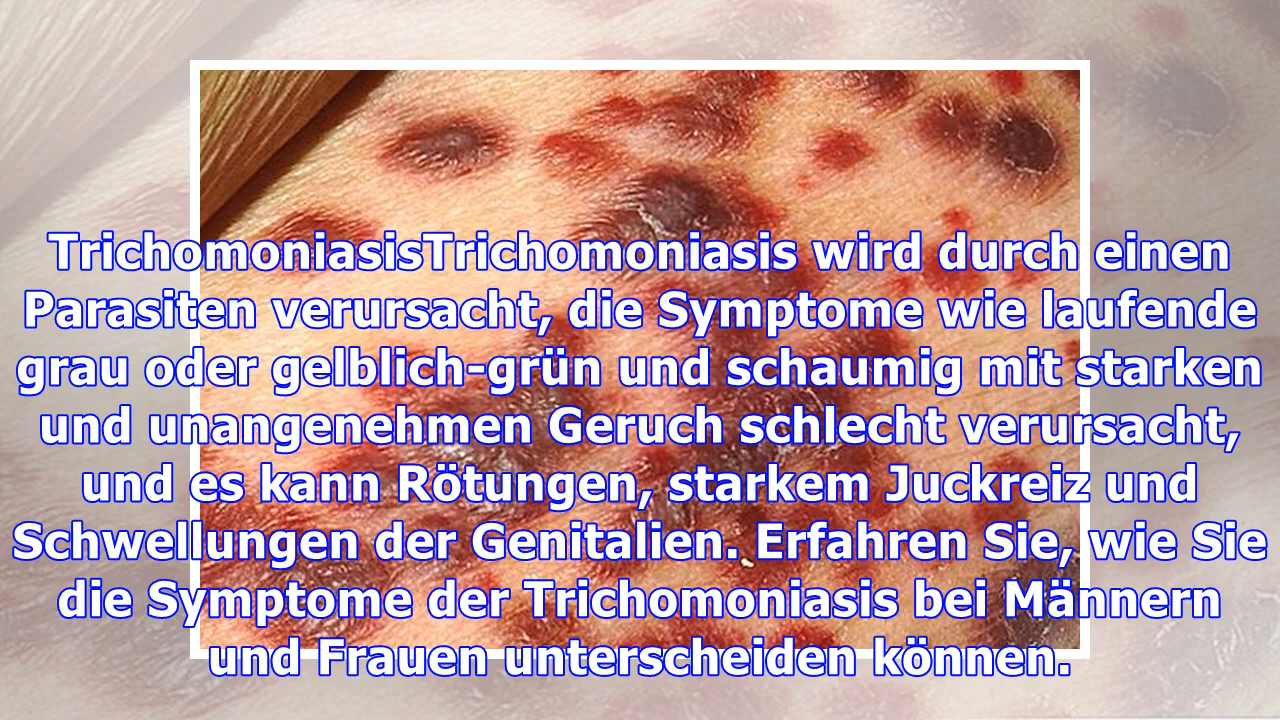 TrichomoniasisTrichomoniasis wird durch einen
Parasiten verursacht, die Symptome wie laufende
grau oder gelblich-grün und schaumig mit starken
und unangenehmen Geruch schlecht verursacht,
und es kann Rötungen, starkem Juckreiz und
Schwellungen der Genitalien. Erfahren Sie, wie Sie
die Symptome der Trichomoniasis bei Männern
und Frauen unterscheiden können.